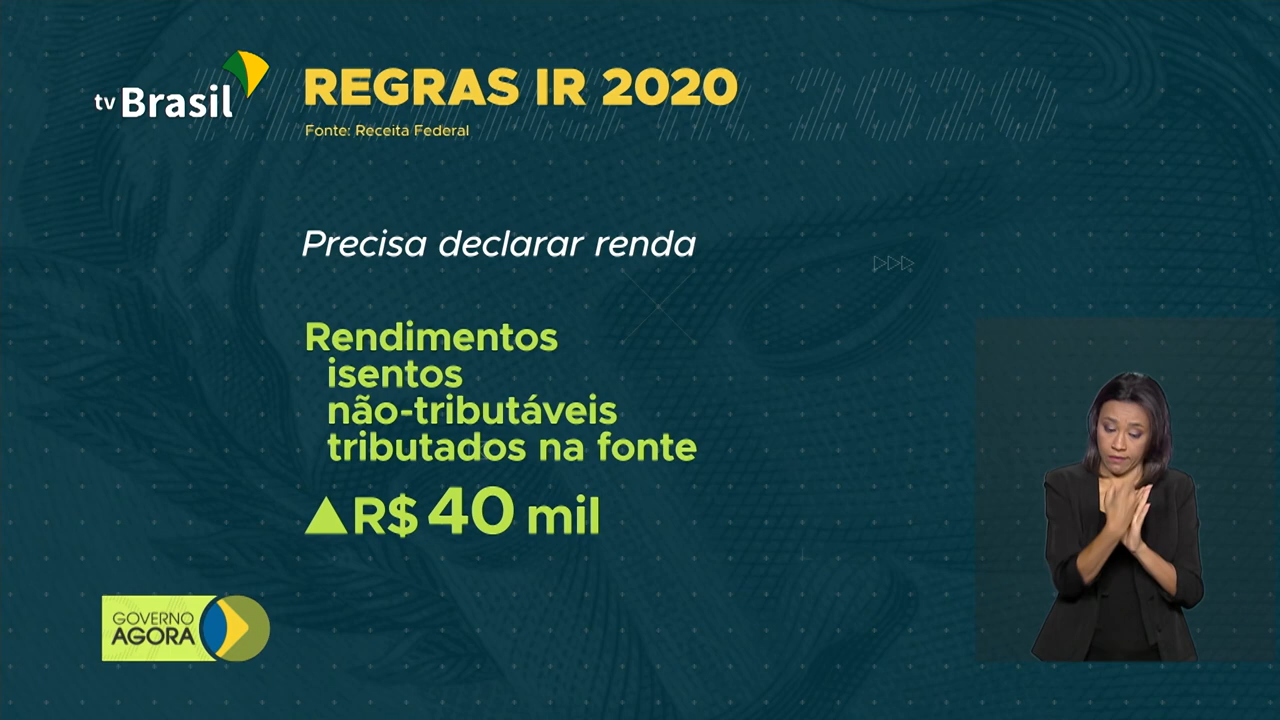 tv Brasil
REGRAS IR 2020
Fonte: Receita Federal
Precisa declarar renda
Rendimentos
isentos
não-tributáveis
tributados na fonte
▲R$ 40 mil
GOVERNO
AGORA